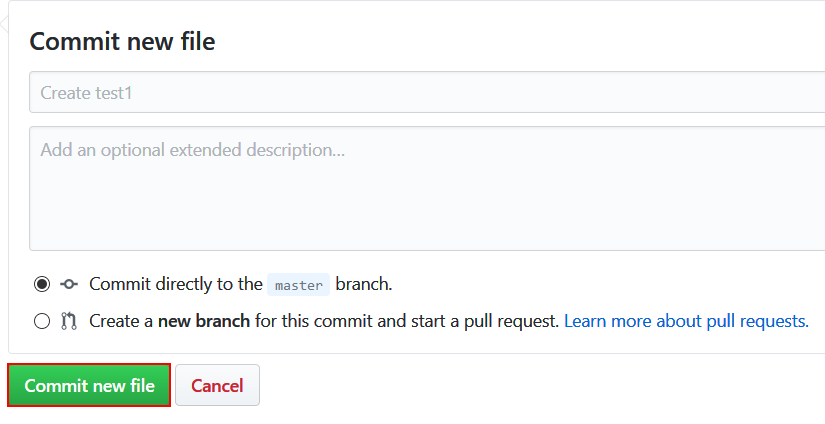 Commit new file
Create test1
Add an optional extended description...
Commit directly to the master branch.
Create a new branch for this commit and start a pull request. Learn more about pull requests.
Commit new file Cancel